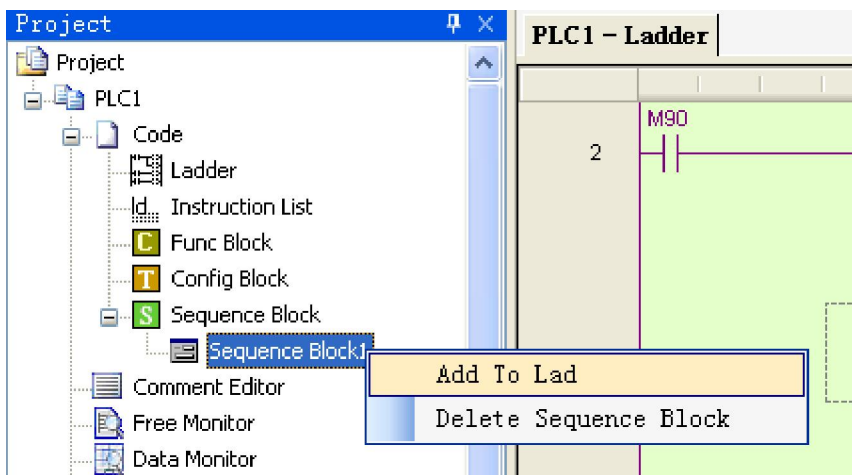 Project
Project
PLC1
Code
Ladder
Instruction List
Func Block
Config Block
Sequence Block
Sequence Block1
Comment Editor
Free Monitor
Data Monitor
Add To Lad
Delete Sequence Block
PLC1 - Ladder
M90
2